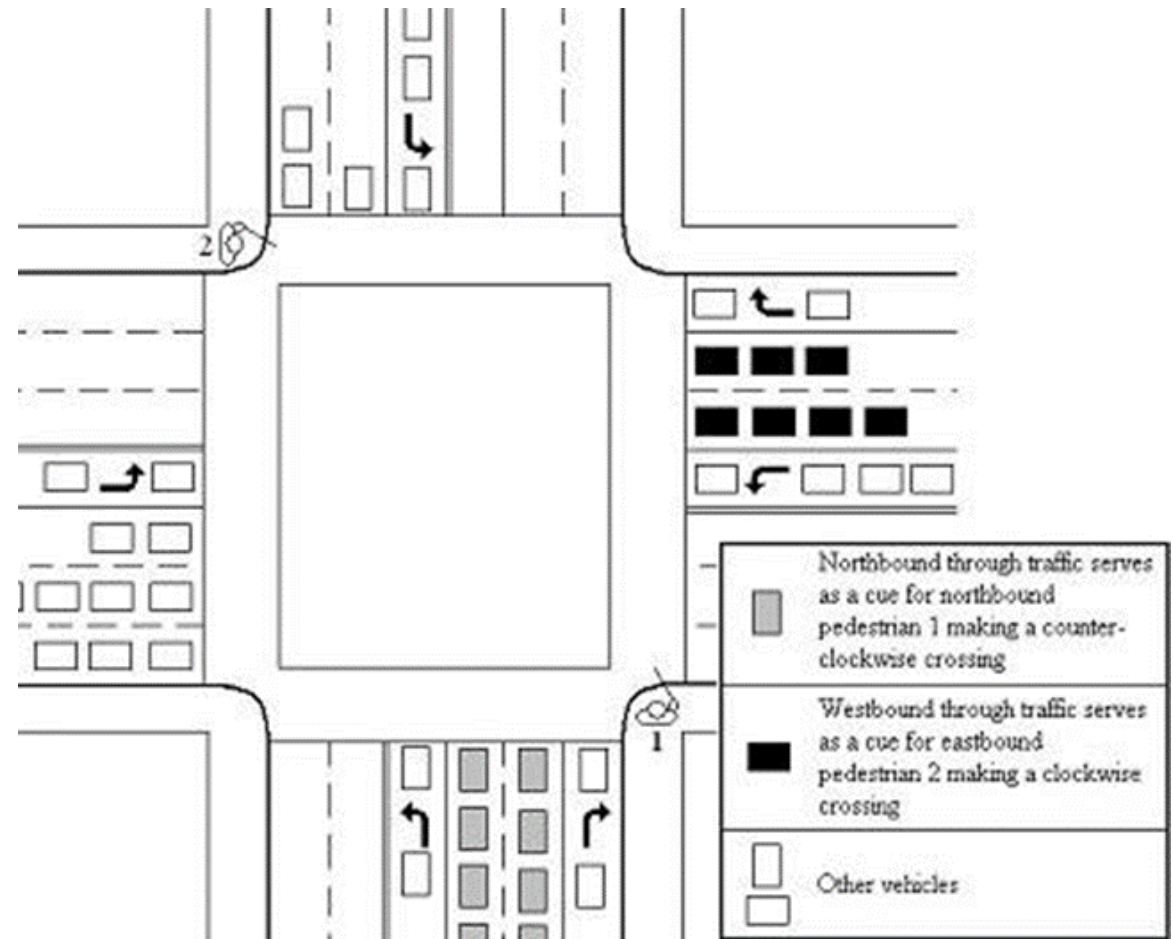 2
1
Northbound through traffic serves
as a cue for northbound
pedestrian 1 making a counter-
clockwise crossing
Westbound through traffic serves
as a cue for eastbound
pedestrian 2 making a clockwise
crossing
Other vehicles